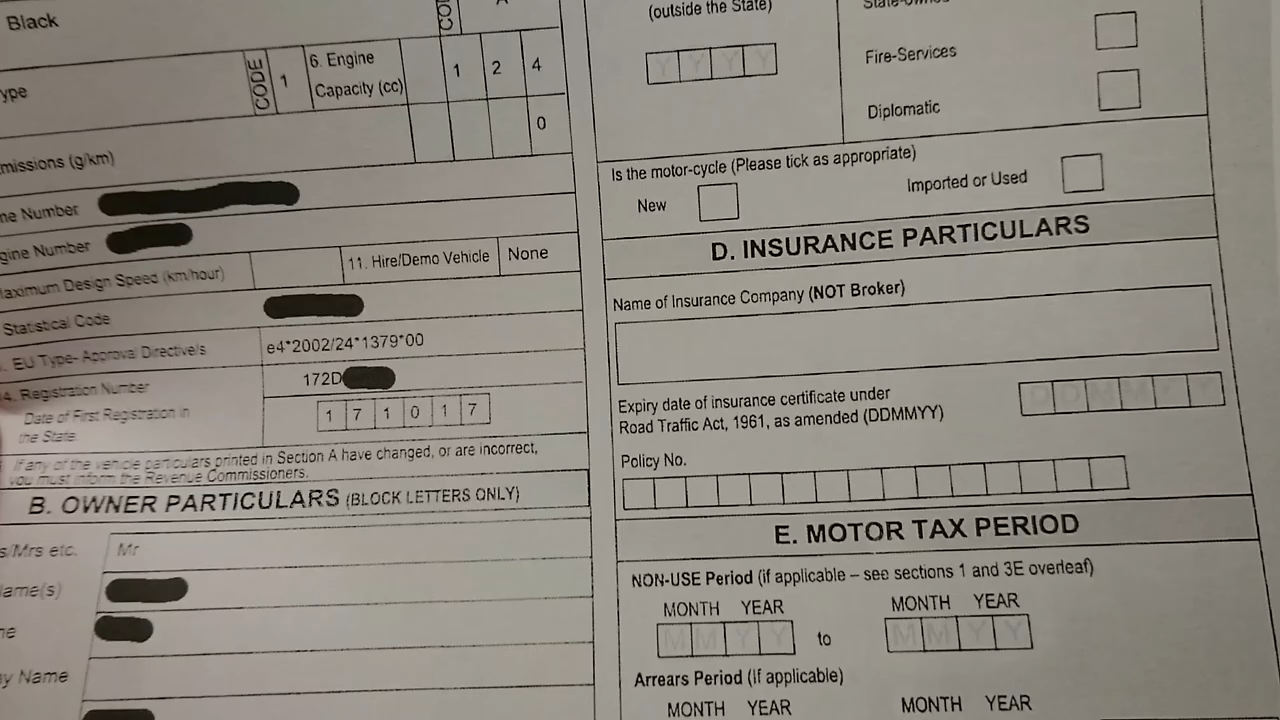 Black
CODE 1 6. Engine Capacity (cc) 1 2 4
0
(g/km)
Number
Number
Design Speed (km/hour) 11. Hire/Demo Vehicle None
Statistical Code
EU Type-Approval Directive/s e4*2002/24*1379*00
4. Registration Number 172D
Date of First Registration in the State 1 7 1 0 1 7
If any of the vehicle particulars printed in Section A have changed, or are incorrect,
you must inform the Revenue Commissioners.
B. OWNER PARTICULARS (BLOCK LETTERS ONLY)
s/Mrs etc. Mr
ame(s)
Name
(outside the State)
Y Y Y Y
Fire-Services
Diplomatic
Is the motor-cycle (Please tick as appropriate)
New Imported or Used
D. INSURANCE PARTICULARS
Name of Insurance Company (NOT Broker)
Expiry date of insurance certificate under
Road Traffic Act, 1961, as amended (DDMMYY) D D M M Y Y
Policy No.
E. MOTOR TAX PERIOD
NON-USE Period (if applicable – see sections 1 and 3E overleaf)
MONTH YEAR MONTH YEAR
M M Y Y to M M Y Y
Arrears Period (if applicable)
MONTH YEAR MONTH YEAR